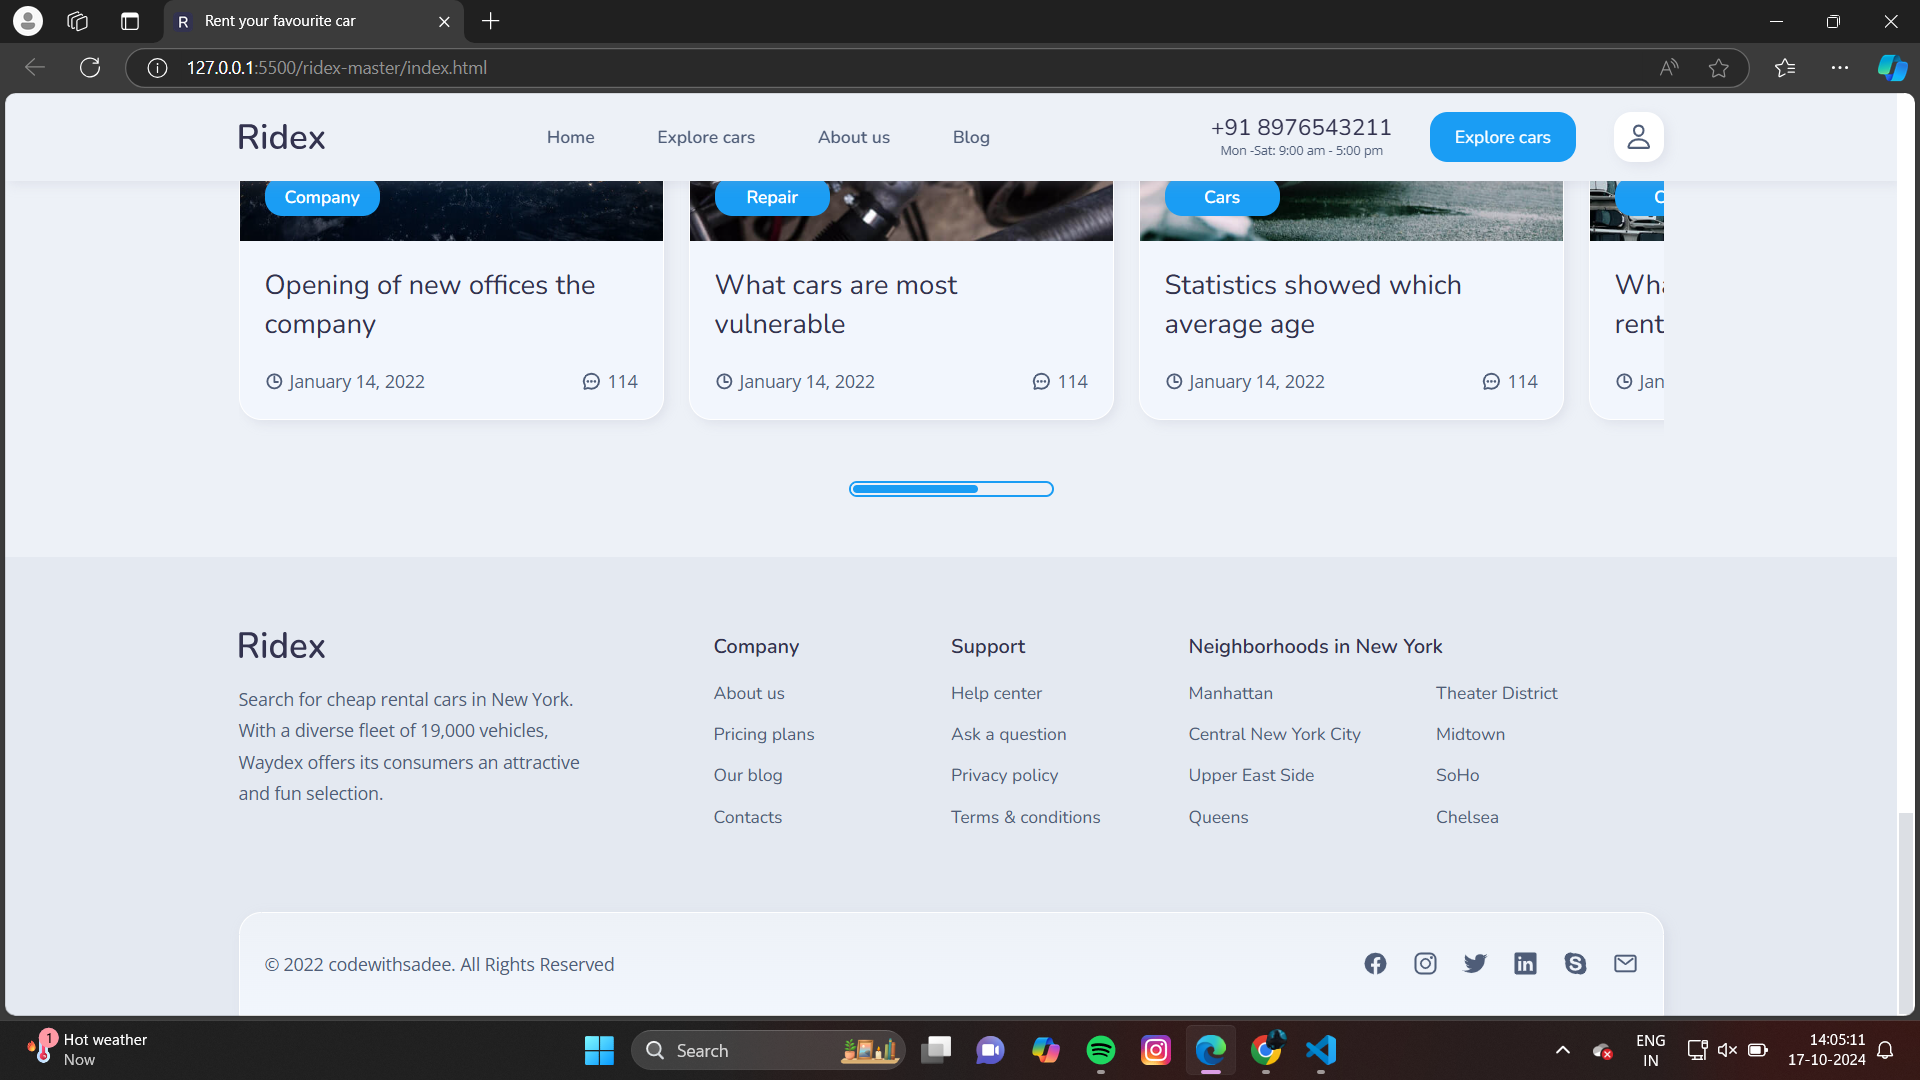 R Rent your favourite car
127.0.0.1:5500/ridex-master/index.html
Ridex
Home
Explore cars
About us
Blog
+91 8976543211
Mon -Sat: 9:00 am - 5:00 pm
Explore cars
Company
Repair
Cars
C
Opening of new offices the
company
January 14, 2022
114
What cars are most
vulnerable
January 14, 2022
114
Statistics showed which
average age
January 14, 2022
114
Wha
rent
Jan
Ridex
Search for cheap rental cars in New York.
With a diverse fleet of 19,000 vehicles,
Waydex offers its consumers an attractive
and fun selection.
Company
About us
Pricing plans
Our blog
Contacts
Support
Help center
Ask a question
Privacy policy
Terms & conditions
Neighborhoods in New York
Manhattan
Central New York City
Upper East Side
Queens
Theater District
Midtown
SoHo
Chelsea
© 2022 codewithsadee. All Rights Reserved
1
Hot weather
Now
Search
ENG
IN
14:05:11
17-10-2024